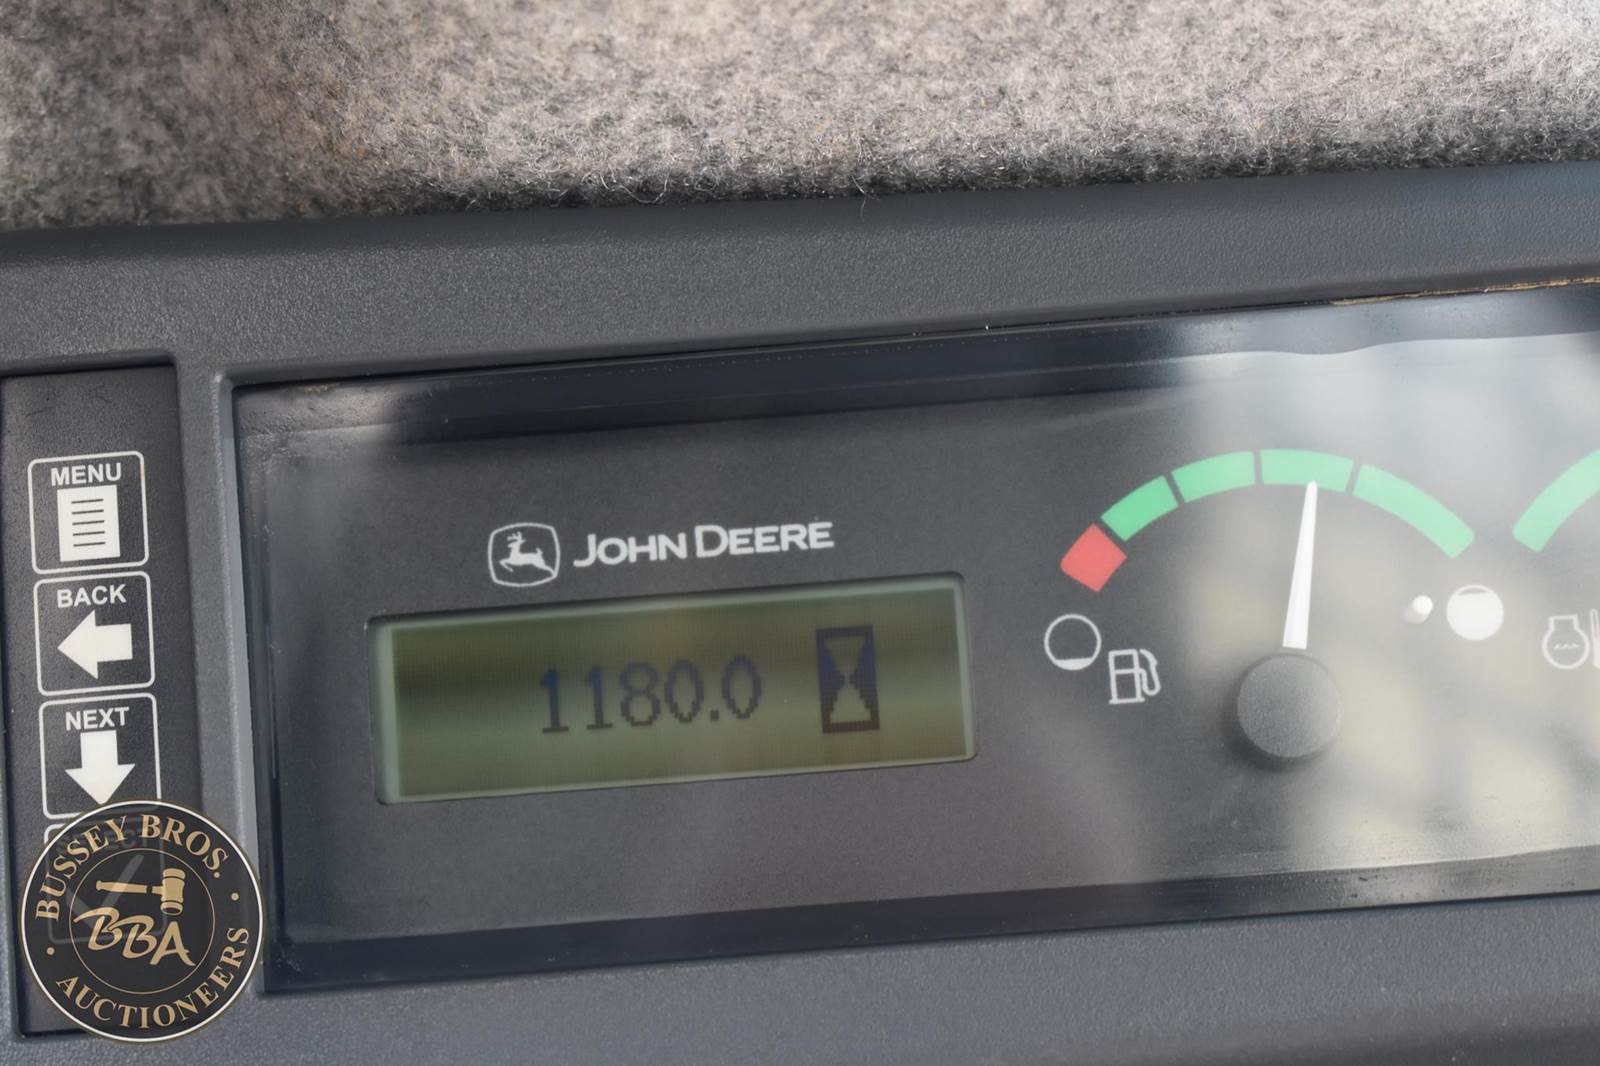 MENU
BACK
NEXT
JOHN DEERE
1180.0
BUSSEY BROS.
BBA
AUCTIONEERS